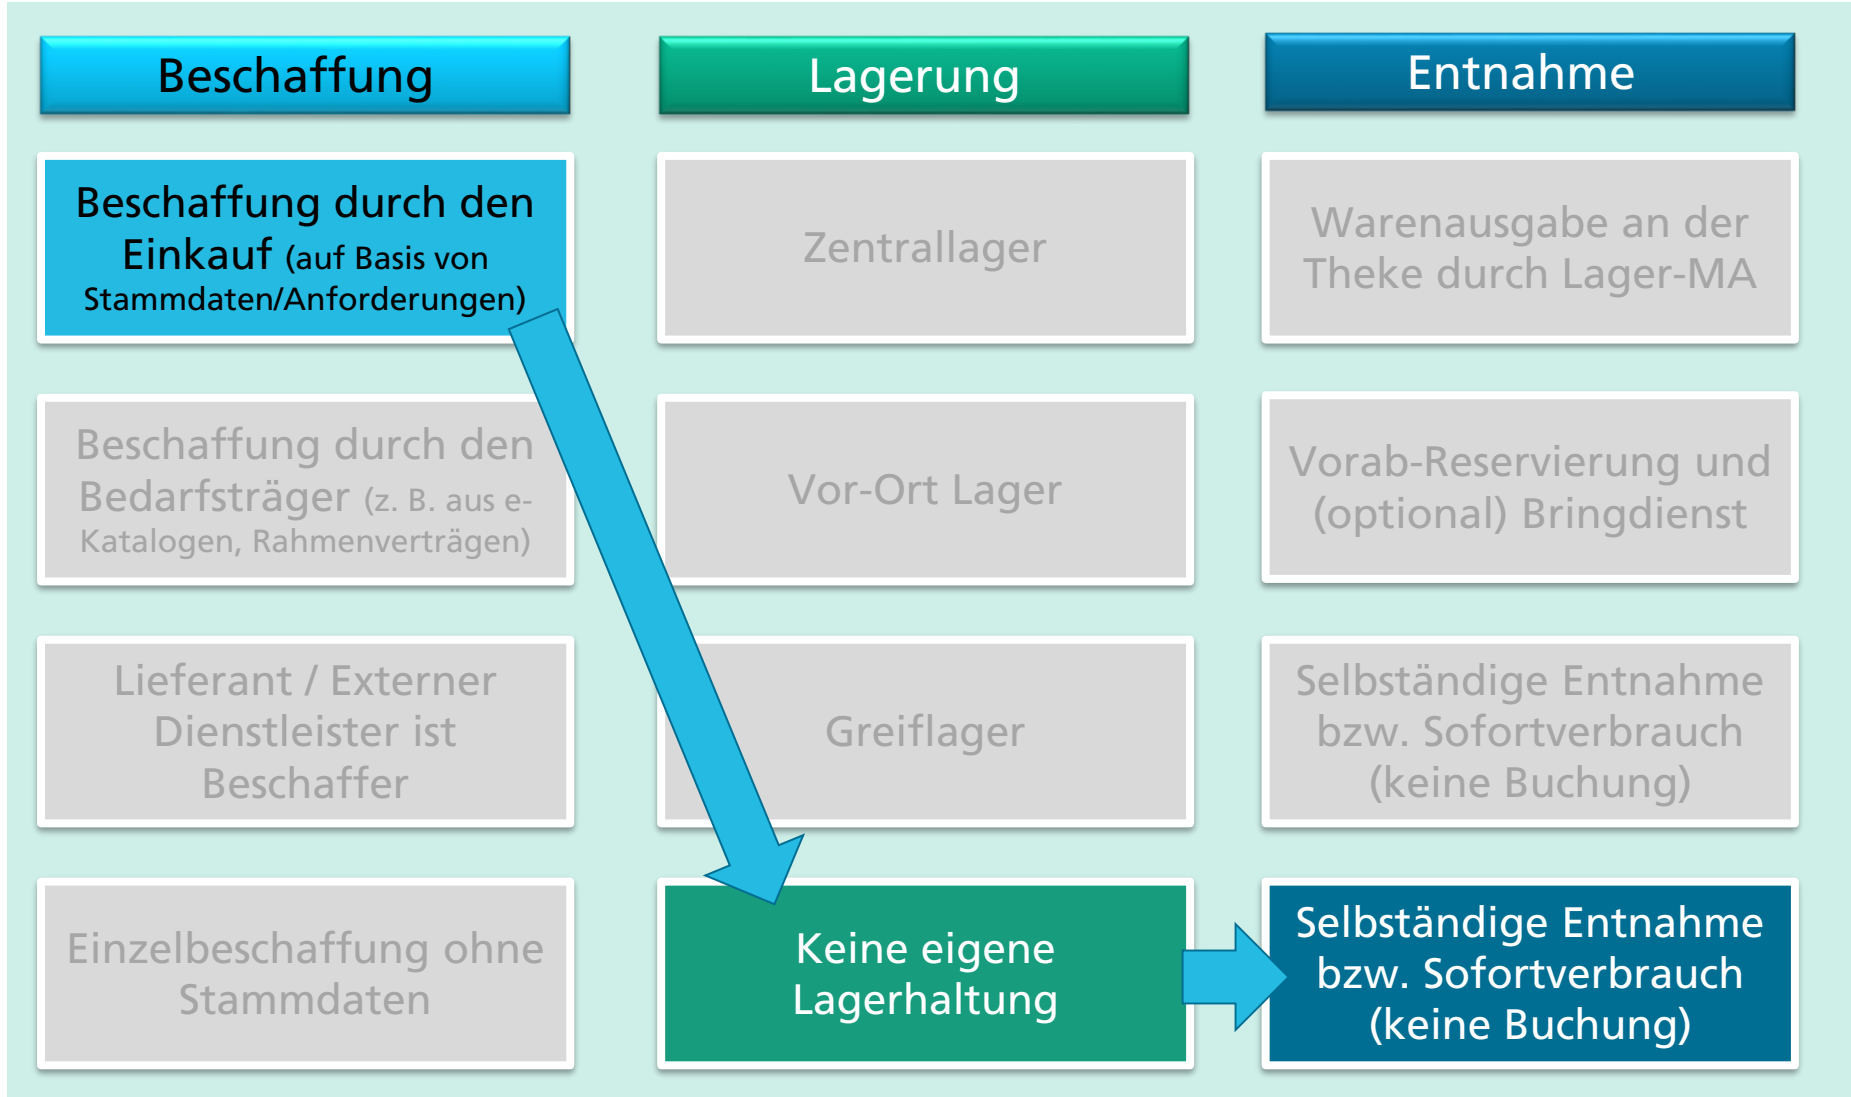 Beschaffung
Lagerung
Entnahme
Beschaffung durch den
Einkauf (auf Basis von
Stammdaten/Anforderungen)
Zentrallager
Warenausgabe an der
Theke durch Lager-MA
Beschaffung durch den
Bedarfsträger (z. B. aus e-
Katalogen, Rahmenverträgen)
Vor-Ort Lager
Vorab-Reservierung und
(optional) Bringdienst
Lieferant / Externer
Dienstleister ist
Beschaffer
Greiflager
Selbständige Entnahme
bzw. Sofortverbrauch
(keine Buchung)
Einzelbeschaffung ohne
Stammdaten
Keine eigene
Lagerhaltung
Selbständige Entnahme
bzw. Sofortverbrauch
(keine Buchung)